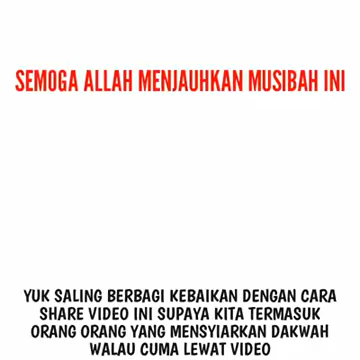 SEMOGA ALLAH MENJAUHKAN MUSIBAH INI
YUK SALING BERBAGI KEBAIKAN DENGAN CARA
SHARE VIDEO INI SUPAYA KITA TERMASUK
ORANG ORANG YANG MENSYIARKAN DAKWAH
WALAU CUMA LEWAT VIDEO